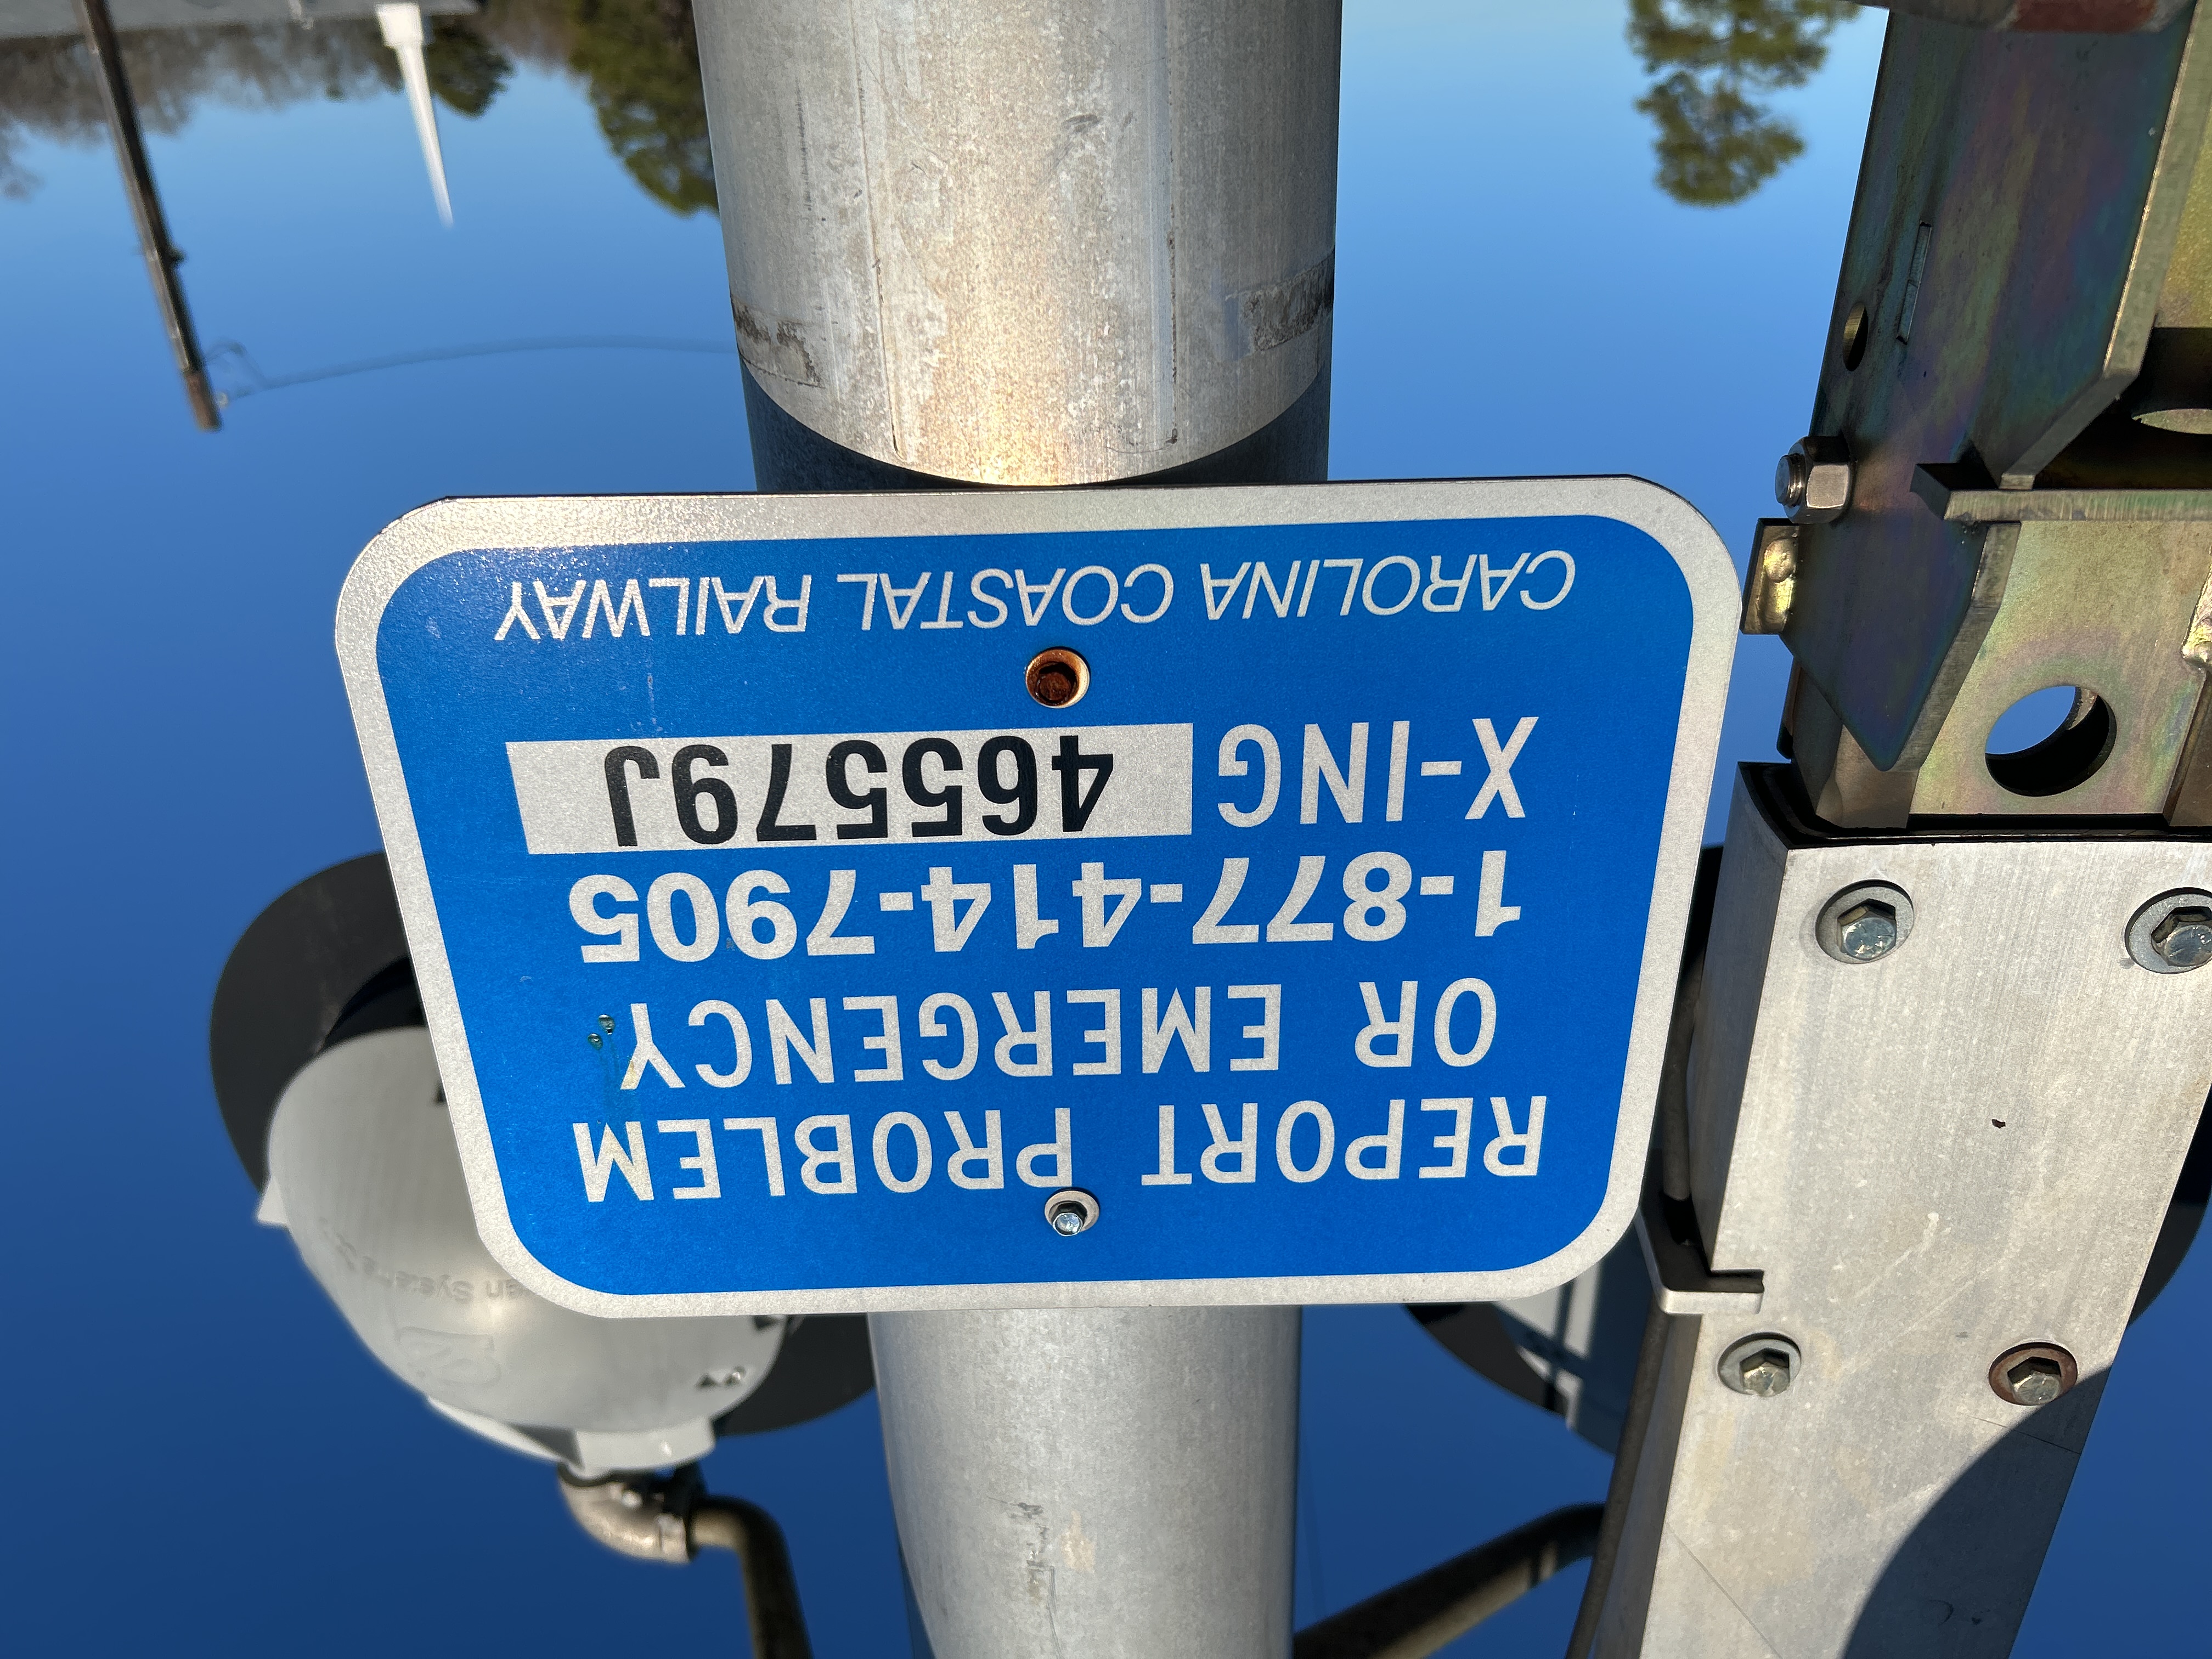 REPORT PROBLEM
OR EMERGENCY
1-877-414-7905
X-ING 465579J
CAROLINA COASTAL RAILWAY